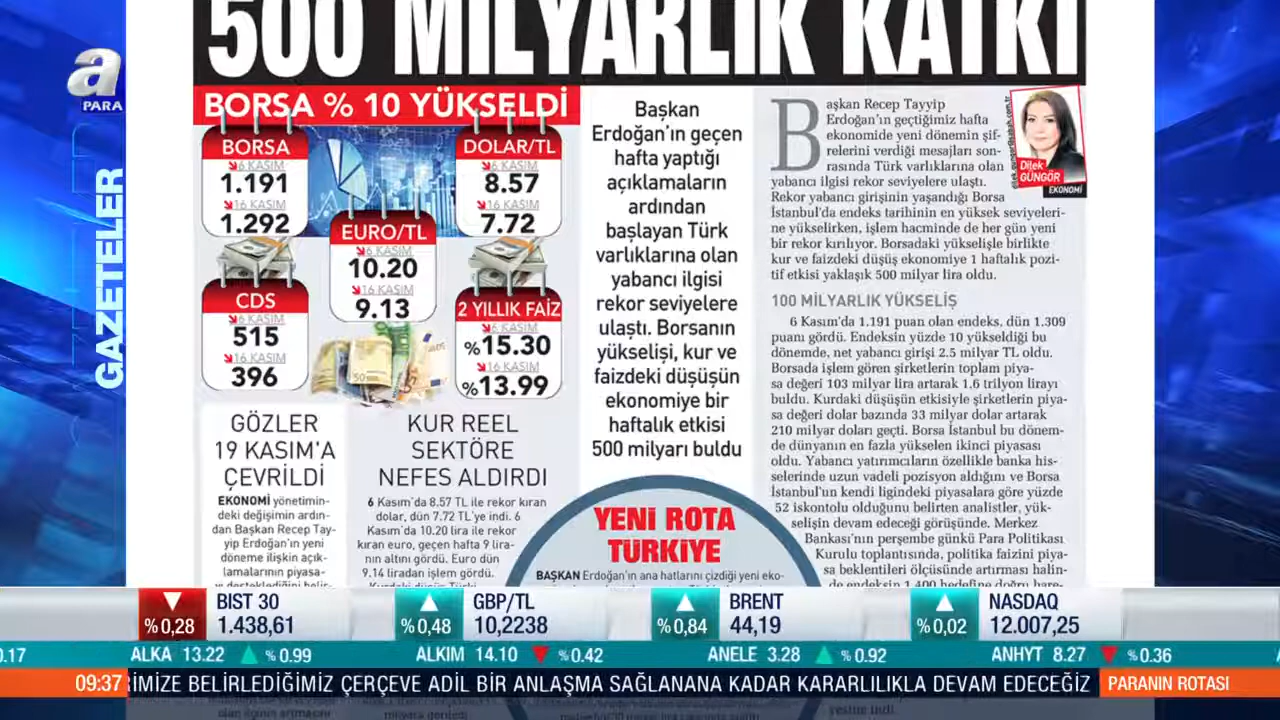 500 MİLYARLIK KATKI
a
PARA
GAZETELER
BORSA % 10 YÜKSELDİ
BORSA
6 KASIM
1.191
16 KASIM
1.292
DOLAR/TL
6 KASIM
8.57
16 KASIM
7.72
EURO/TL
6 KASIM
10.20
16 KASIM
9.13
CDS
6 KASIM
515
16 KASIM
396
2 YILLIK FAİZ
6 KASIM
%15.30
16 KASIM
%13.99
GÖZLER
19 KASIM'A
ÇEVRİLDİ
EKONOMİ yönetimin-
deki değişimin ardın-
dan Başkan Recep Tay-
yip Erdoğan'ın yeni
döneme ilişkin açık-
lamalarının piyasa-
KUR REEL
SEKTÖRE
NEFES ALDIRDI
6 Kasım'da 8.57 TL ile rekor kıran
dolar, dün 7.72 TL'ye indi. 6
Kasım'da 10.20 lira ile rekor
kıran euro, geçen hafta 9 lira-
nın altını gördü. Euro dün
9.14 liradan işlem gördü.
Başkan
Erdoğan'ın geçen
hafta yaptığı
açıklamaların
ardından
başlayan Türk
varlıklarına olan
yabancı ilgisi
rekor seviyelere
ulaştı. Borsanın
yükselişi, kur ve
faizdeki düşüşün
ekonomiye bir
haftalık etkisi
500 milyarı buldu
YENİ ROTA
TÜRKİYE
BAŞKAN Erdoğan'ın ana hatlarını çizdiği yeni eko-
Başkan Recep Tayyip
Erdoğan'ın geçtiğimiz hafta
ekonomide yeni dönemin şif-
relerini verdiği mesajları son-
rasında Türk varlıklarına olan
yabancı ilgisi rekor seviyelere ulaştı.
Rekor yabancı girişinin yaşandığı Borsa
İstanbul'da endeks tarihinin en yüksek seviyeleri-
ne yükselirken, işlem hacminde de her gün yeni
bir rekor kırılıyor. Borsadaki yükselişle birlikte
kur ve faizdeki düşüş ekonomiye 1 haftalık pozi-
tif etkisi yaklaşık 500 milyar lira oldu.
Dilek
GÜNGÖR
EKONOMİ
100 MİLYARLIK YÜKSELİŞ
6 Kasım'da 1.191 puan olan endeks, dün 1.309
puanı gördü. Endeksin yüzde 10 yükseldiği bu
dönemde, net yabancı girişi 2.5 milyar TL oldu.
Borsada işlem gören şirketlerin toplam piya-
sa değeri 103 milyar lira artarak 1.6 trilyon lirayı
buldu. Kurdaki düşüşün etkisiyle şirketlerin piya-
sa değeri dolar bazında 33 milyar dolar artarak
210 milyar doları geçti. Borsa İstanbul bu dönem-
de dünyanın en fazla yükselen ikinci piyasası
oldu. Yabancı yatırımcıların özellikle banka his-
selerinde uzun vadeli pozisyon aldığını ve Borsa
İstanbul'un kendi ligindeki piyasalara göre yüzde
52 iskontolu olduğunu belirten analistler, yük-
selişin devam edeceği görüşünde. Merkez
Bankası'nın perşembe günkü Para Politikası
Kurulu toplantısında, politika faizini piya-
sa beklentileri ölçüsünde artırması halin-
de endeksin 1.400 hedefine doğru hare-
%0,28 BIST 30 1.438,61
%0,48 GBP/TL 10,2238
%0,84 BRENT 44,19
%0,02 NASDAQ 12.007,25
0.17 ALKA 13.22 %0.99 ALKIM 14.10 %0.42 ANELE 3.28 %0.92 ANHYT 8.27 %0.36
09:37 RİMİZE BELİRLEDİĞİMİZ ÇERÇEVE ADİL BİR ANLAŞMA SAĞLANANA KADAR KARARLILIKLA DEVAM EDECEĞİZ PARANIN ROTASI